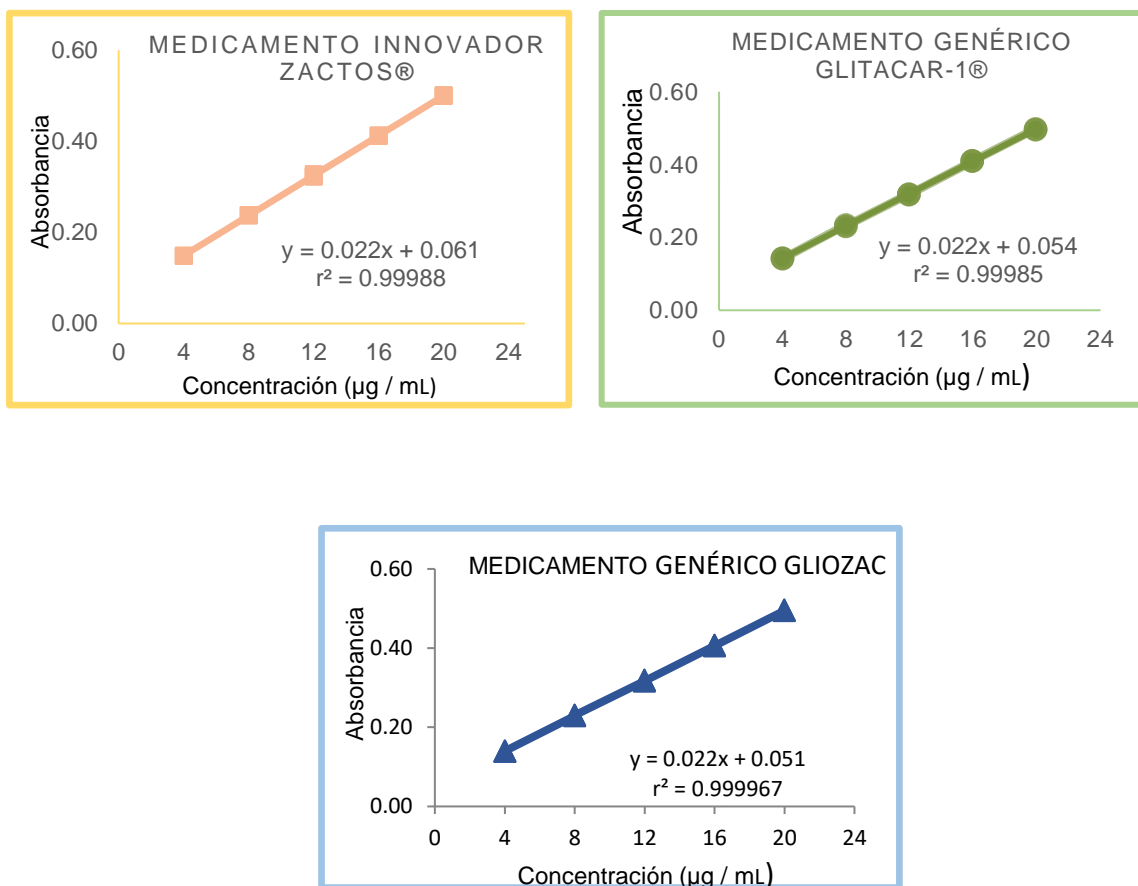 MEDICAMENTO INNOVADOR
ZACTOS®
0.60
0.40
0.20
0.00
Absorbancia
y = 0.022x + 0.061
r² = 0.99988
0 4 8 12 16 20 24
Concentración (µg / mL)
MEDICAMENTO GENÉRICO
GLITACAR-1®
0.60
0.40
0.20
0.00
Absorbancia
y = 0.022x + 0.054
r² = 0.99985
0 4 8 12 16 20 24
Concentración (µg / mL)
MEDICAMENTO GENÉRICO GLIOZAC
0.60
0.40
0.20
0.00
Absorbancia
y = 0.022x + 0.051
r² = 0.999967
0 4 8 12 16 20 24
Concentración (µg / mL)